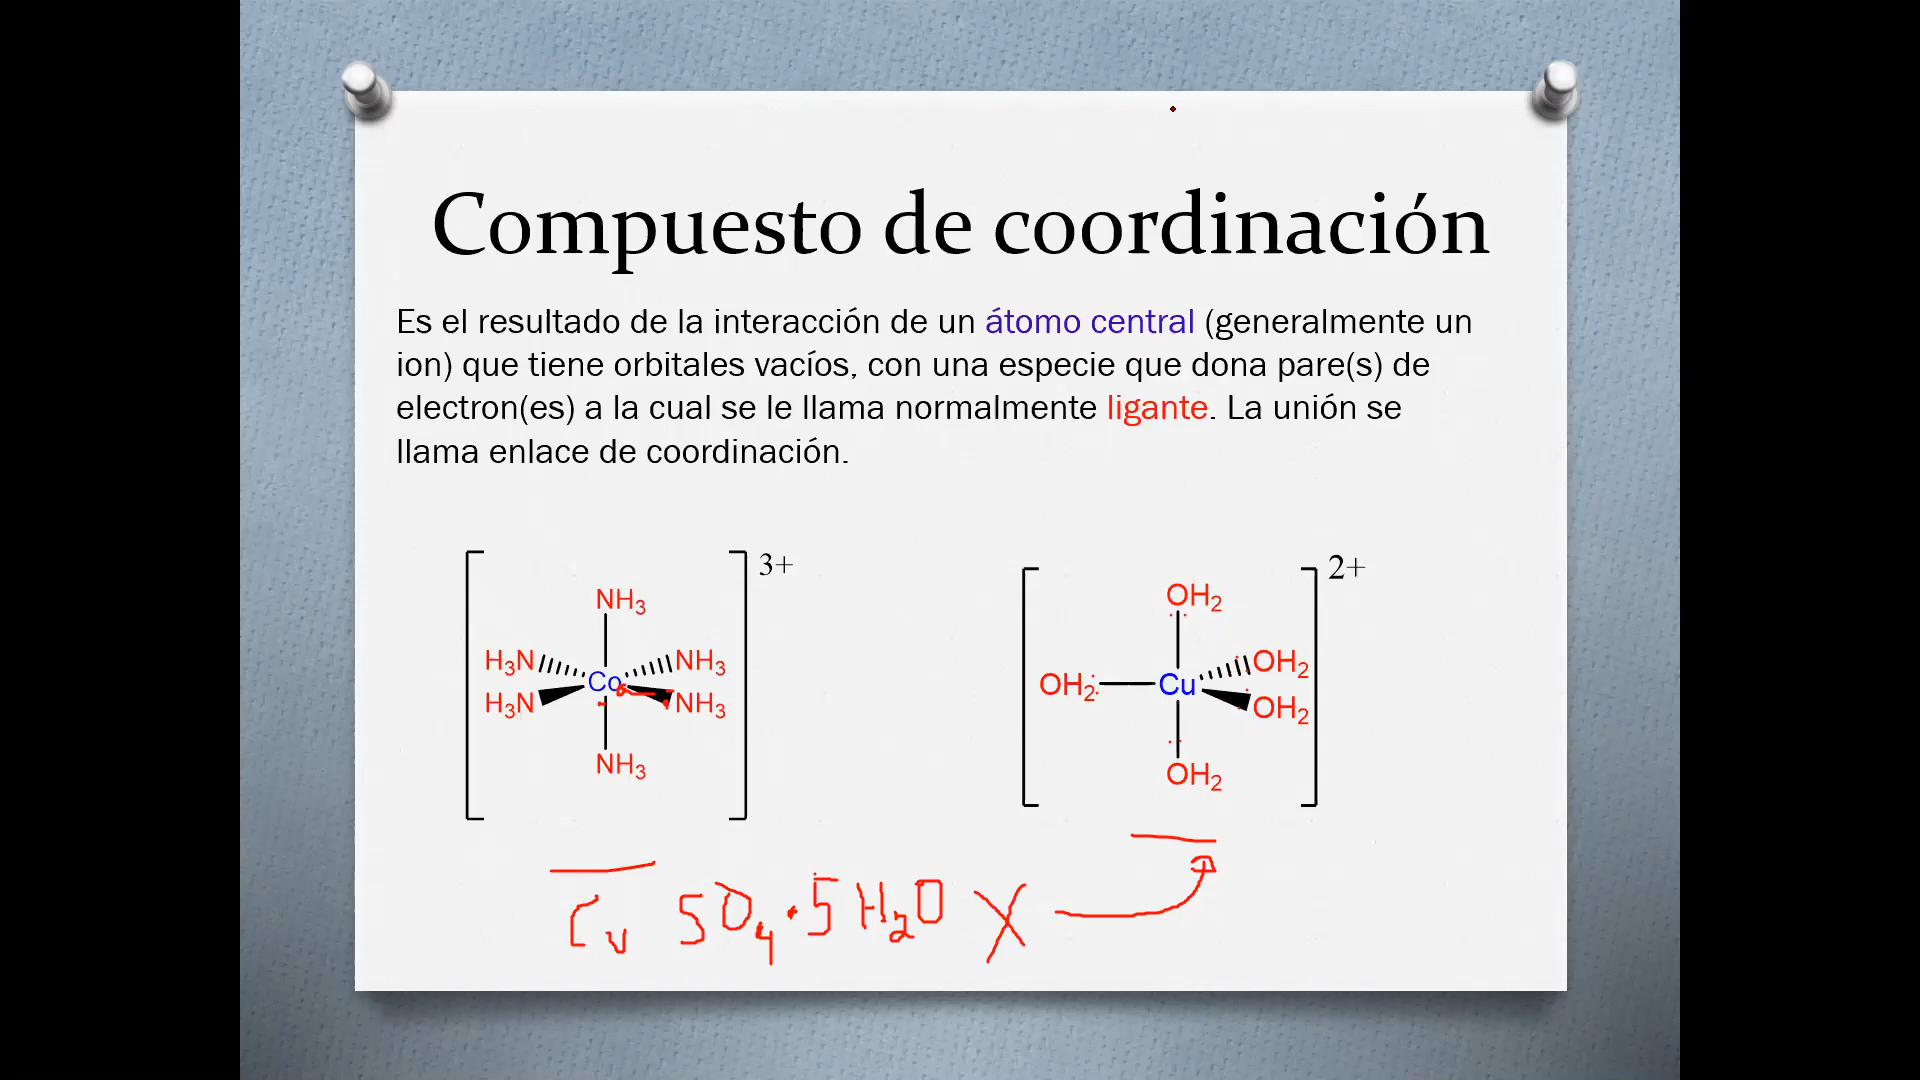 Compuesto de coordinación
Es el resultado de la interacción de un átomo central (generalmente un
ion) que tiene orbitales vacíos, con una especie que dona pare(s) de
electron(es) a la cual se le llama normalmente ligante. La unión se
llama enlace de coordinación.
3+
NH₃
H₃N NH₃
Co
H₃N NH₃
NH₃
2+
OH₂
OH₂
OH₂ Cu
OH₂
OH₂
Cu SO₄·5H₂O X